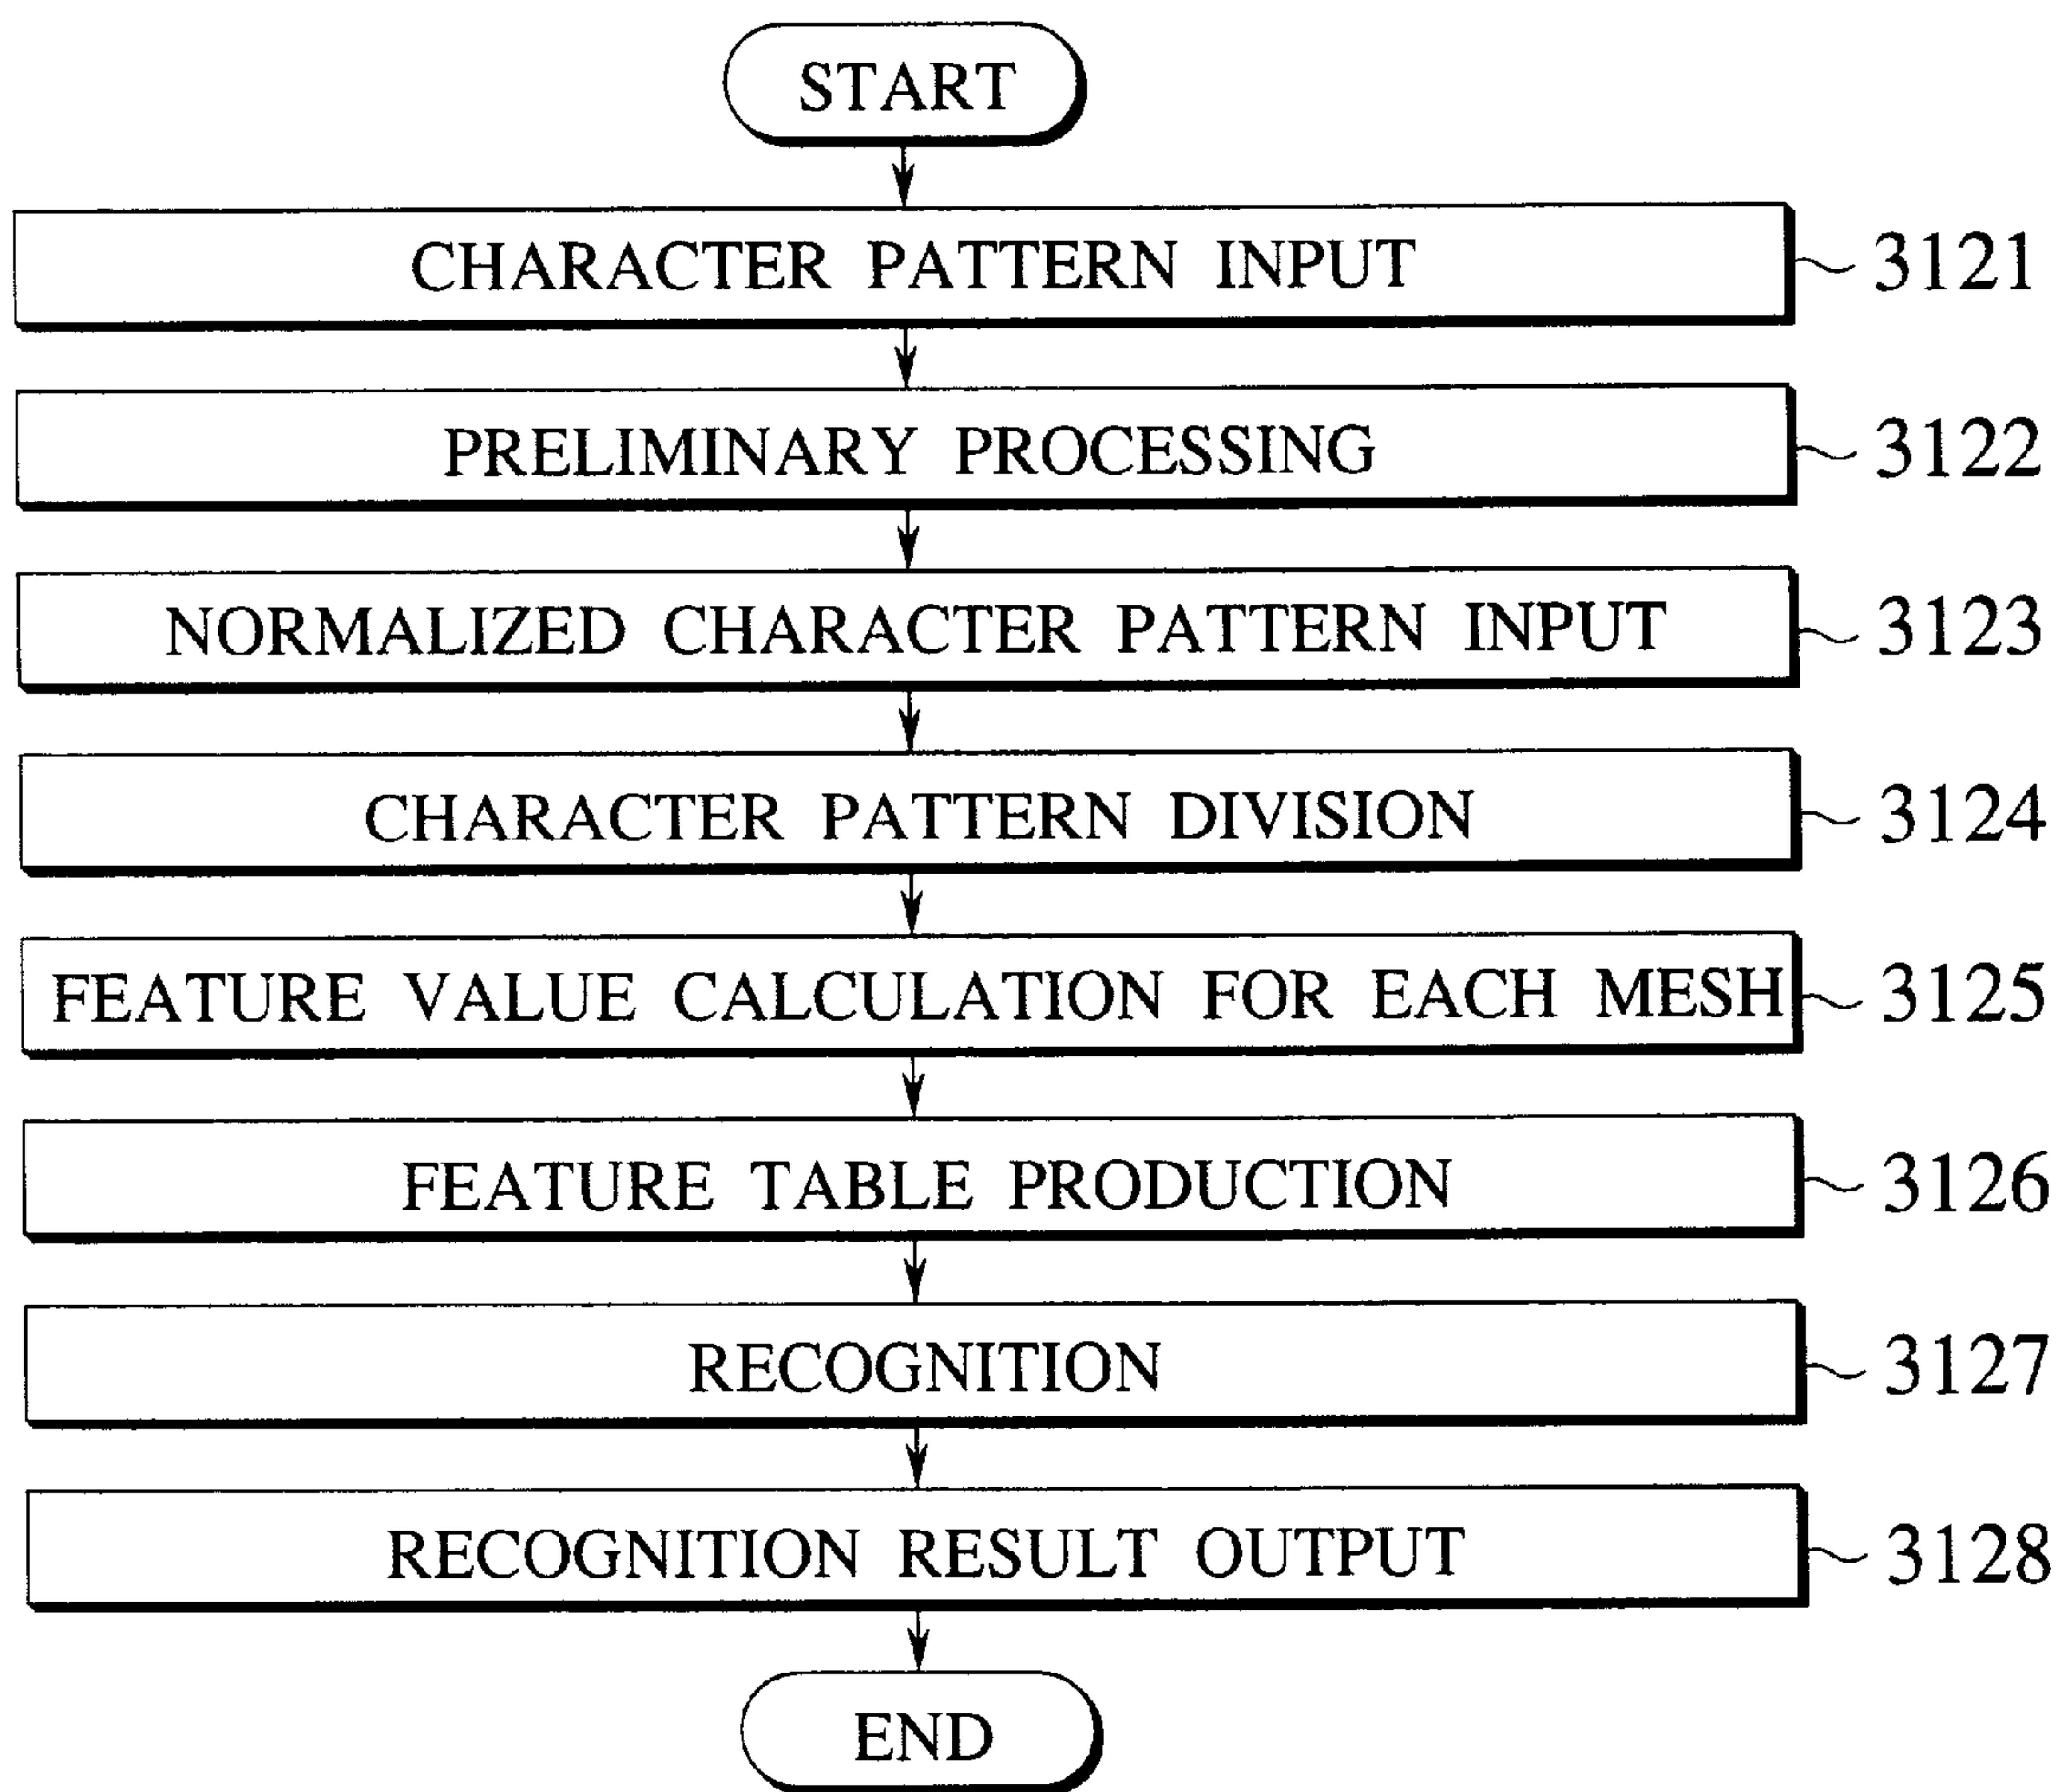 START
CHARACTER PATTERN INPUT 3121
PRELIMINARY PROCESSING 3122
NORMALIZED CHARACTER PATTERN INPUT 3123
CHARACTER PATTERN DIVISION 3124
FEATURE VALUE CALCULATION FOR EACH MESH 3125
FEATURE TABLE PRODUCTION 3126
RECOGNITION 3127
RECOGNITION RESULT OUTPUT 3128
END